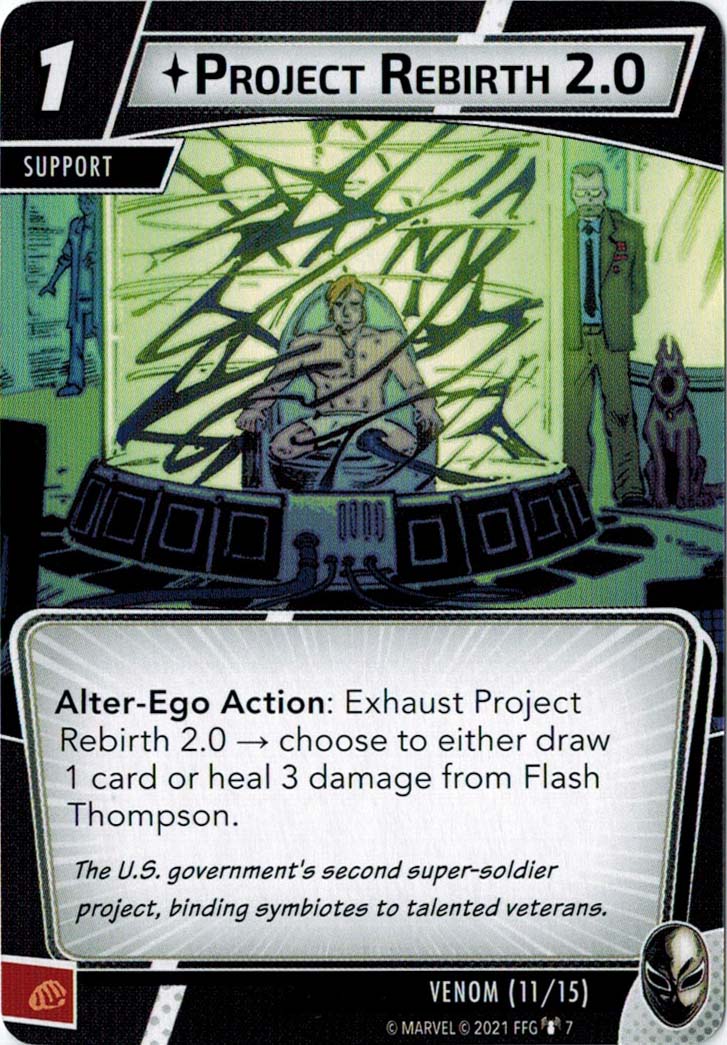 1
PROJECT REBIRTH 2.0
SUPPORT
Alter-Ego Action: Exhaust Project
Rebirth 2.0 → choose to either draw
1 card or heal 3 damage from Flash
Thompson.
The U.S. government's second super-soldier
project, binding symbiotes to talented veterans.
VENOM (11/15)
© MARVEL © 2021 FFG 7